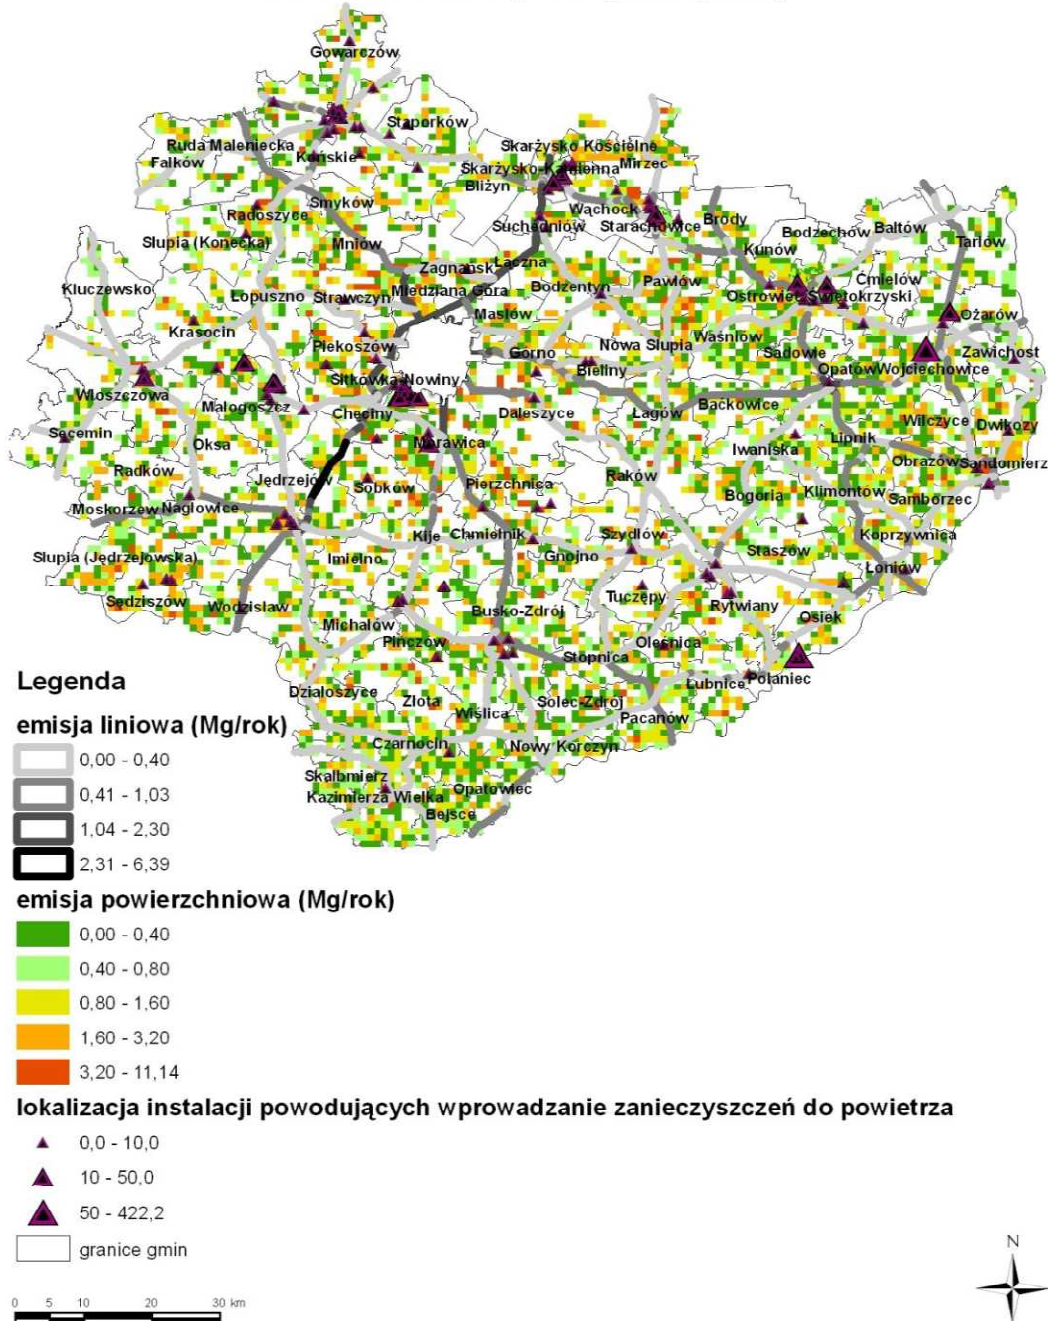 Gowarczów
Stąporków
Ruda Maleniecka
Końskie
Fałków
Skarżysko Kościelne
Mirzec
Skarżysko-Kamienna
Bliżyn
Smyków
Radoszyce
Wąchock
Brody
Suchedniów
Starachowice
Słupia (Konecka)
Mniów
Kunów
Bodzechów
Bałtów
Tarłów
Łączna
Zagnańsk
Kluczewsko
Łopuszno
Strawczyn
Miedziana Góra
Bodzentyn
Pawłów
Ćmielów
Ostrowiec Świętokrzyski
Masłów
Ożarów
Krasocin
Piekoszów
Górno
Nowa Słupia
Waśniów
Sadowie
Zawichost
Bieliny
Opatów
Wojciechowice
Sitkówka-Nowiny
Włoszczowa
Małogoszcz
Chęciny
Daleszyce
Łagów
Baćkowice
Wilczyce
Dwikozy
Secemin
Oksa
Morawica
Iwaniska
Lipnik
Obrazów
Sandomierz
Radków
Jędrzejów
Sobków
Pierzchnica
Raków
Bogoria
Klimontów
Samborzec
Moskorzew
Nagłowice
Kije
Chmielnik
Szydłów
Koprzywnica
Słupia (Jędrzejowska)
Imielno
Gnojno
Staszów
Łoniów
Sędziszów
Wodzisław
Tuczępy
Rytwiany
Osiek
Michałów
Busko-Zdrój
Pińczów
Oleśnica
Stopnica
Łubnice
Połaniec
Działoszyce
Złota
Wiślica
Solec-Zdrój
Pacanów
Czarnocin
Nowy Korczyn
Skalbmierz
Kazimierza Wielka
Opatowiec
Bejsce
Legenda
emisja liniowa (Mg/rok)
0,00 - 0,40
0,41 - 1,03
1,04 - 2,30
2,31 - 6,39
emisja powierzchniowa (Mg/rok)
0,00 - 0,40
0,40 - 0,80
0,80 - 1,60
1,60 - 3,20
3,20 - 11,14
lokalizacja instalacji powodujących wprowadzanie zanieczyszczeń do powietrza
0,0 - 10,0
10 - 50,0
50 - 422,2
granice gmin
N
0 5 10 20 30 km